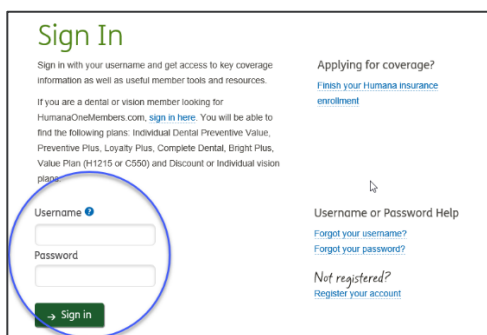 Sign In
Sign in with your username and get access to key coverage
information as well as useful member tools and resources.
If you are a dental or vision member looking for
HumanaOneMembers.com, sign in here. You will be able to
find the following plans: Individual Dental Preventive Value,
Preventive Plus, Loyalty Plus, Complete Dental, Bright Plus,
Value Plan (H1215 or C550) and Discount or Individual vision
plans.
Username ?
Password
→ Sign in
Applying for coverage?
Finish your Humana insurance
enrollment
Username or Password Help
Forgot your username?
Forgot your password?
Not registered?
Register your account